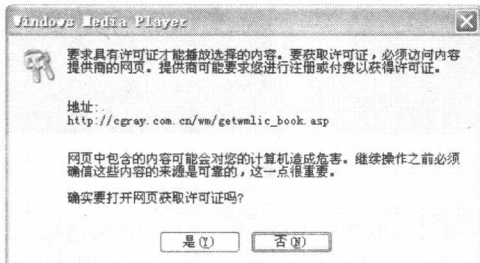 Windows Media Player
要求具有许可证才能播放选择的内容。要获取许可证，必须访问内容
提供商的网页。提供商可能要求您进行注册或付费以获得许可证。
地址:
http://cgray.com.cn/wm/getwmlic_book.asp
网页中包含的内容可能会对您的计算机造成危害。继续操作之前必须
确信这些内容的来源是可靠的，这一点很重要。
确实要打开网页获取许可证吗?
是(Y) 否(N)